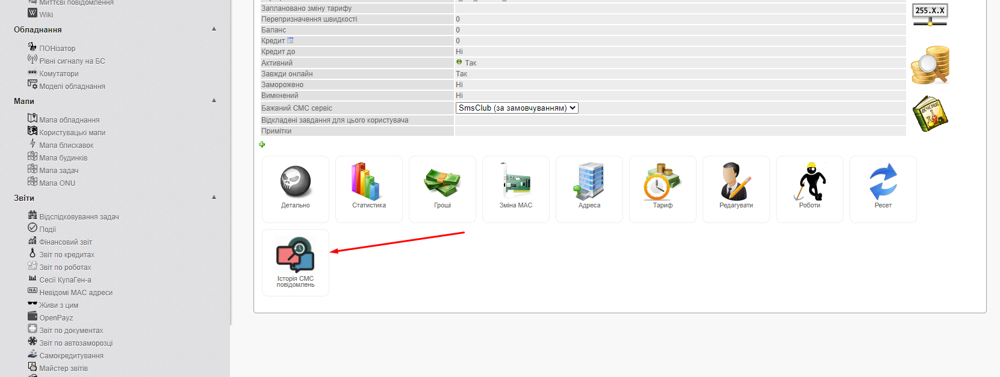 Миттєві повідомлення
Wiki
Обладнання
ПОНізатор
Рівні сигналу на БС
Комутатори
Моделі обладнання
Мапи
Мапа обладнання
Користувацькі мапи
Мапа блискавок
Мапа будинків
Мапа задач
Мапа ONU
Звіти
Відслідковування задач
Події
Фінансовий звіт
Звіт по кредитах
Звіт по роботах
Сесії КупаГен-а
NA Невідомі MAC адреси
Живи з цим
OpenPayz
Звіт по документах
Звіт по автозаморозці
Самокредитування
Майстер звітів
Заплановано зміну тарифу
Перепризначення швидкості 0
Баланс 0
Кредит 0
Кредит до Ні
Активний Так
Завжди онлайн Так
Заморожено Ні
Вимкнений Ні
Бажаний СМС сервіс SmsClub (за замовчуванням)
Відкладені завдання для цього користувача
Примітки
255.X.X
Детально
Статистика
Гроші
Зміна MAC
Адреса
Тариф
Редагувати
Роботи
Ресет
Історія СМС
повідомлень